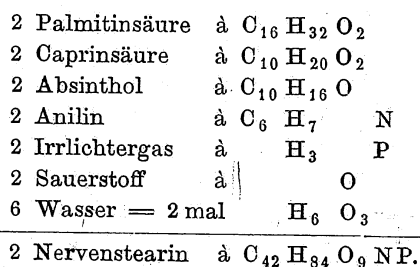 2 Palmitinsäure à C₁₆ H₃₂ O₂
2 Caprinsäure à C₁₀ H₂₀ O₂
2 Absinthol à C₁₀ H₁₆ O
2 Anilin à C₆ H₇ N
2 Irrlichtergas à H₃ P
2 Sauerstoff à O
6 Wasser = 2 mal H₆ O₃
2 Nervenstearin à C₄₂ H₈₄ O₉ N P.